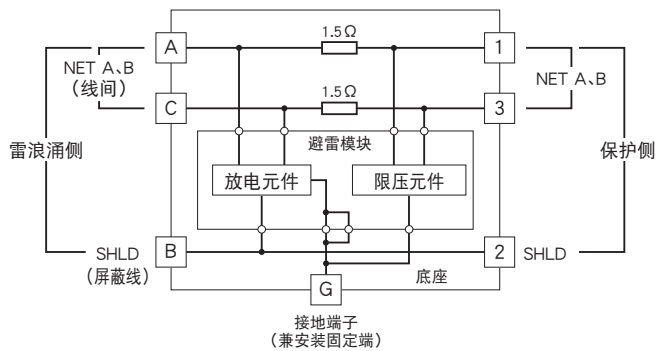 1.5Ω
A
1
NET A、B
(线间)
NET A、B
1.5Ω
C
3
避雷模块
雷浪涌侧
保护侧
放电元件
限压元件
SHLD
(屏蔽线)
B
2
SHLD
底座
G
接地端子
(兼安装固定端)